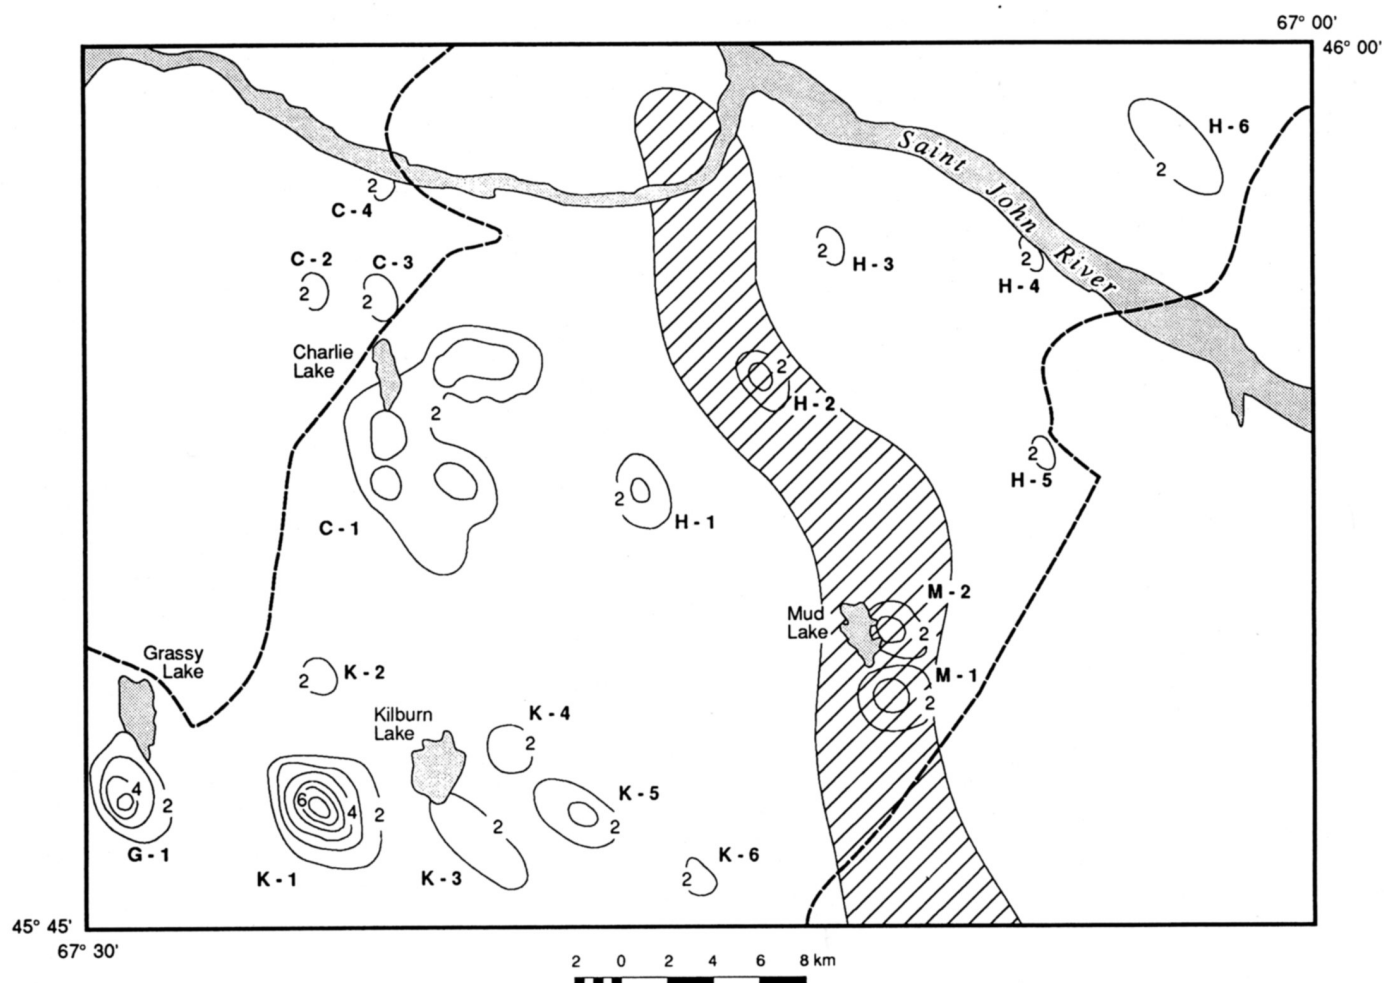 67° 00'
46° 00'
H - 6
2
Saint John River
2
C - 4
C - 2
C - 3
2
2
2
H - 3
2
H - 4
Charlie
Lake
2
H - 2
2
2
H - 5
C - 1
2
H - 1
M - 2
Mud
Lake
2
M - 1
2
Grassy
Lake
K - 2
2
Kilburn
Lake
K - 4
2
4
2
G - 1
6
4
2
K - 1
2
K - 3
K - 5
2
K - 6
2
45° 45'
67° 30'
2 0 2 4 6 8 km